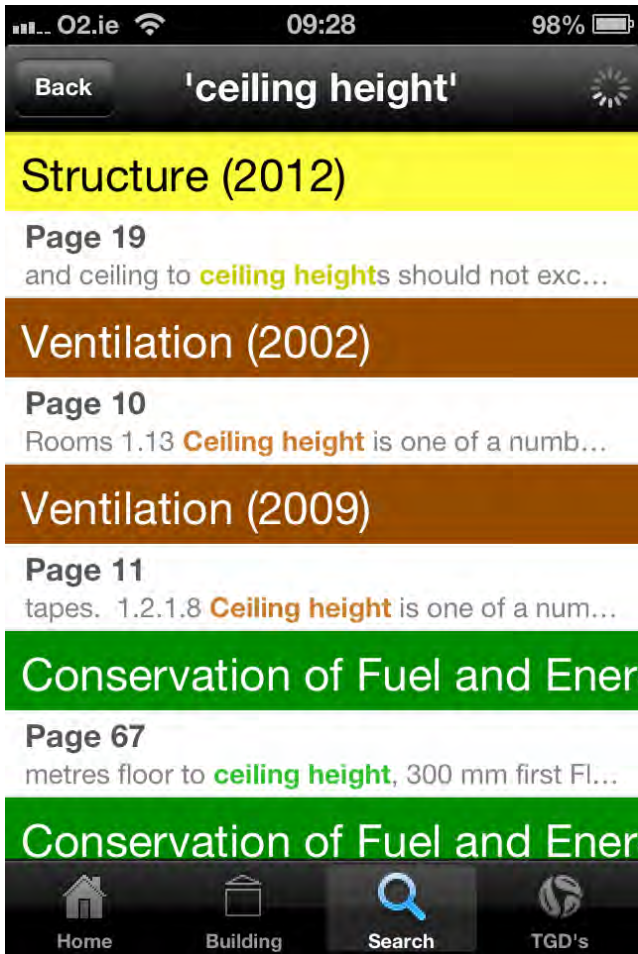 O2.ie 09:28 98%
Back 'ceiling height'
Structure (2012)
Page 19
and ceiling to ceiling heights should not exc...
Ventilation (2002)
Page 10
Rooms 1.13 Ceiling height is one of a numb...
Ventilation (2009)
Page 11
tapes. 1.2.1.8 Ceiling height is one of a num...
Conservation of Fuel and Ener
Page 67
metres floor to ceiling height, 300 mm first Fl...
Conservation of Fuel and Ener
Home Building Search TGD's